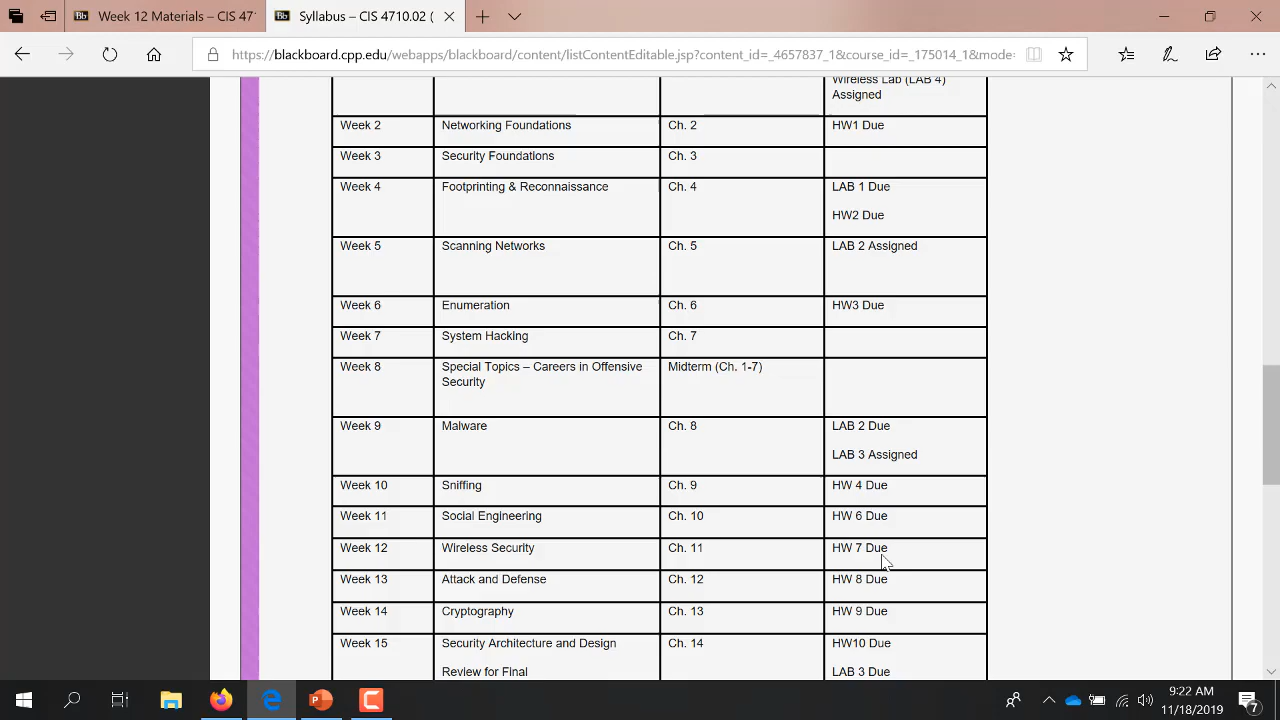 Week 12 Materials – CIS 47
Syllabus – CIS 4710.02 (
https://blackboard.cpp.edu/webapps/blackboard/content/listContentEditable.jsp?content_id=_4657837_1&course_id=_175014_1&mode=
Wireless Lab (LAB 4)
Assigned
Week 2 Networking Foundations Ch. 2 HW1 Due
Week 3 Security Foundations Ch. 3
Week 4 Footprinting & Reconnaissance Ch. 4 LAB 1 Due
HW2 Due
Week 5 Scanning Networks Ch. 5 LAB 2 Assigned
Week 6 Enumeration Ch. 6 HW3 Due
Week 7 System Hacking Ch. 7
Week 8 Special Topics – Careers in Offensive Midterm (Ch. 1-7)
Security
Week 9 Malware Ch. 8 LAB 2 Due
LAB 3 Assigned
Week 10 Sniffing Ch. 9 HW 4 Due
Week 11 Social Engineering Ch. 10 HW 6 Due
Week 12 Wireless Security Ch. 11 HW 7 Due
Week 13 Attack and Defense Ch. 12 HW 8 Due
Week 14 Cryptography Ch. 13 HW 9 Due
Week 15 Security Architecture and Design Ch. 14 HW10 Due
Review for Final LAB 3 Due
9:22 AM
11/18/2019
7